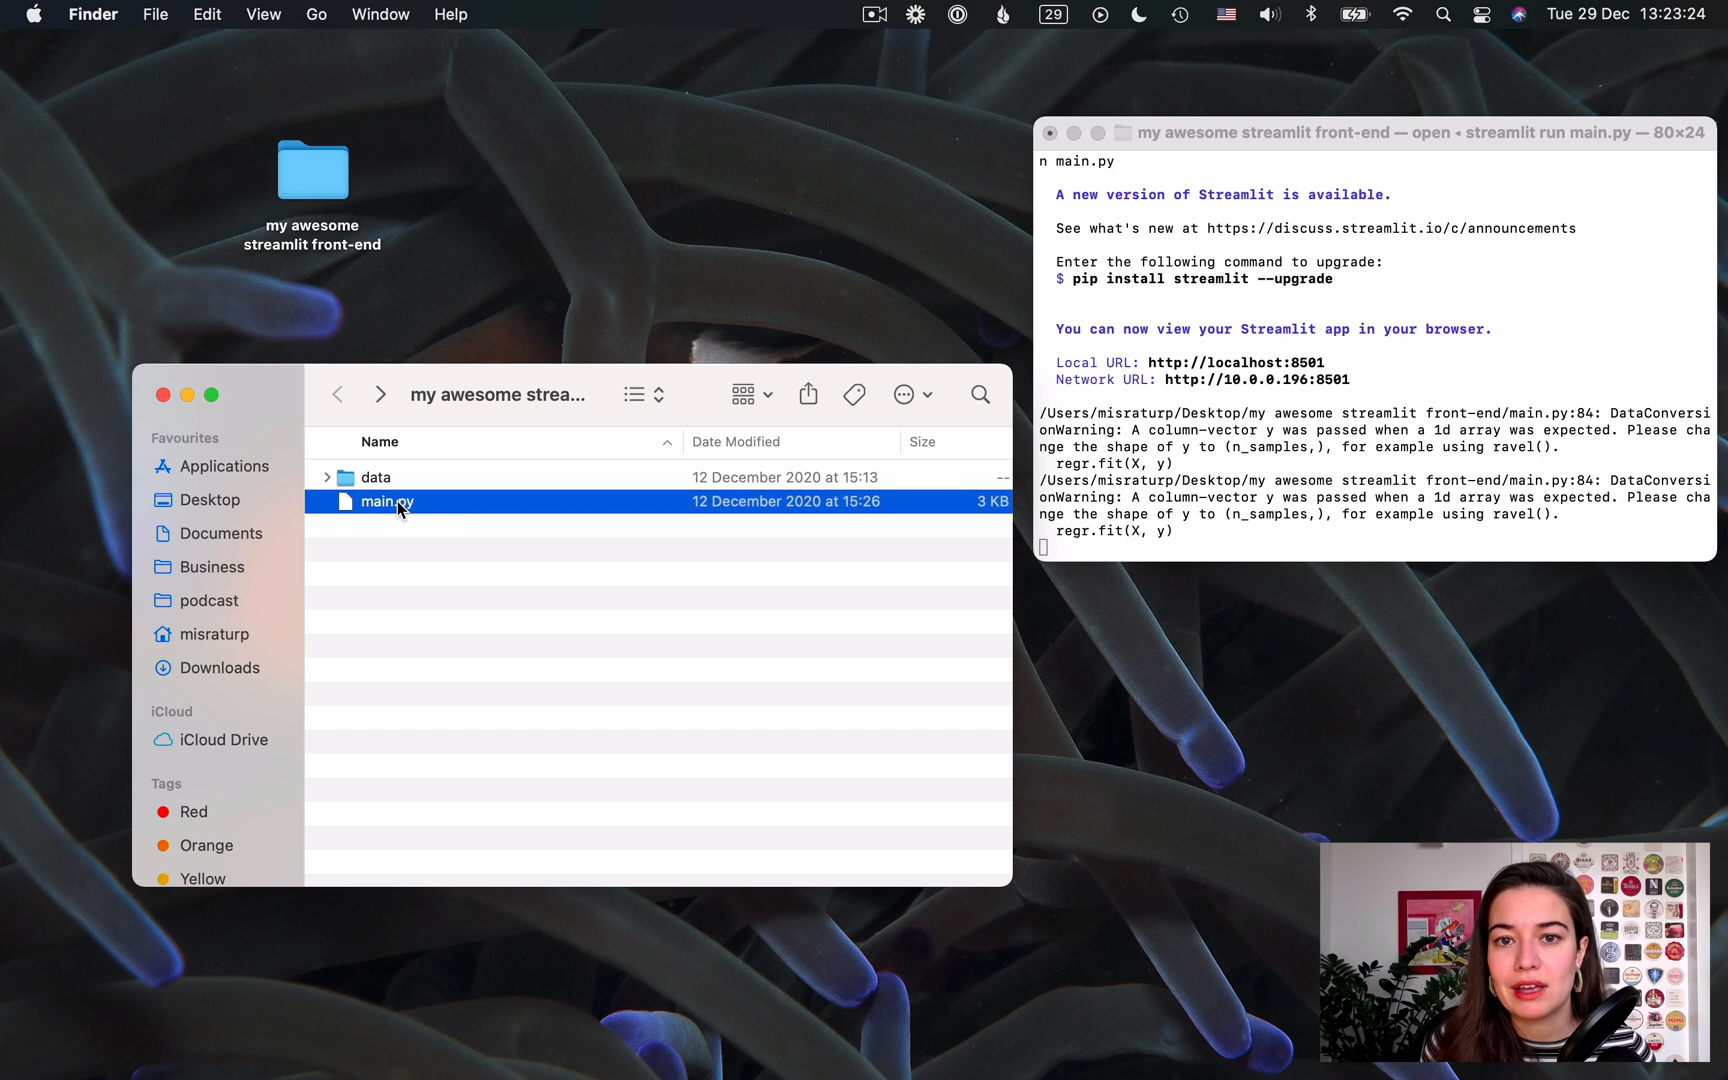 Finder File Edit View Go Window Help 29 Tue 29 Dec 13:23:24
my awesome
streamlit front-end
my awesome streamlit front-end — open ◂ streamlit run main.py — 80×24
n main.py
A new version of Streamlit is available.
See what's new at https://discuss.streamlit.io/c/announcements
Enter the following command to upgrade:
$ pip install streamlit --upgrade
You can now view your Streamlit app in your browser.
Local URL: http://localhost:8501
Network URL: http://10.0.0.196:8501
/Users/misraturp/Desktop/my awesome streamlit front-end/main.py:84: DataConversi
onWarning: A column-vector y was passed when a 1d array was expected. Please cha
nge the shape of y to (n_samples,), for example using ravel().
regr.fit(X, y)
/Users/misraturp/Desktop/my awesome streamlit front-end/main.py:84: DataConversi
onWarning: A column-vector y was passed when a 1d array was expected. Please cha
nge the shape of y to (n_samples,), for example using ravel().
regr.fit(X, y)
my awesome strea...
Favourites
Applications
Desktop
Documents
Business
podcast
misraturp
Downloads
iCloud
iCloud Drive
Tags
Red
Orange
Yellow
Name Date Modified Size
data 12 December 2020 at 15:13 --
main.py 12 December 2020 at 15:26 3 KB